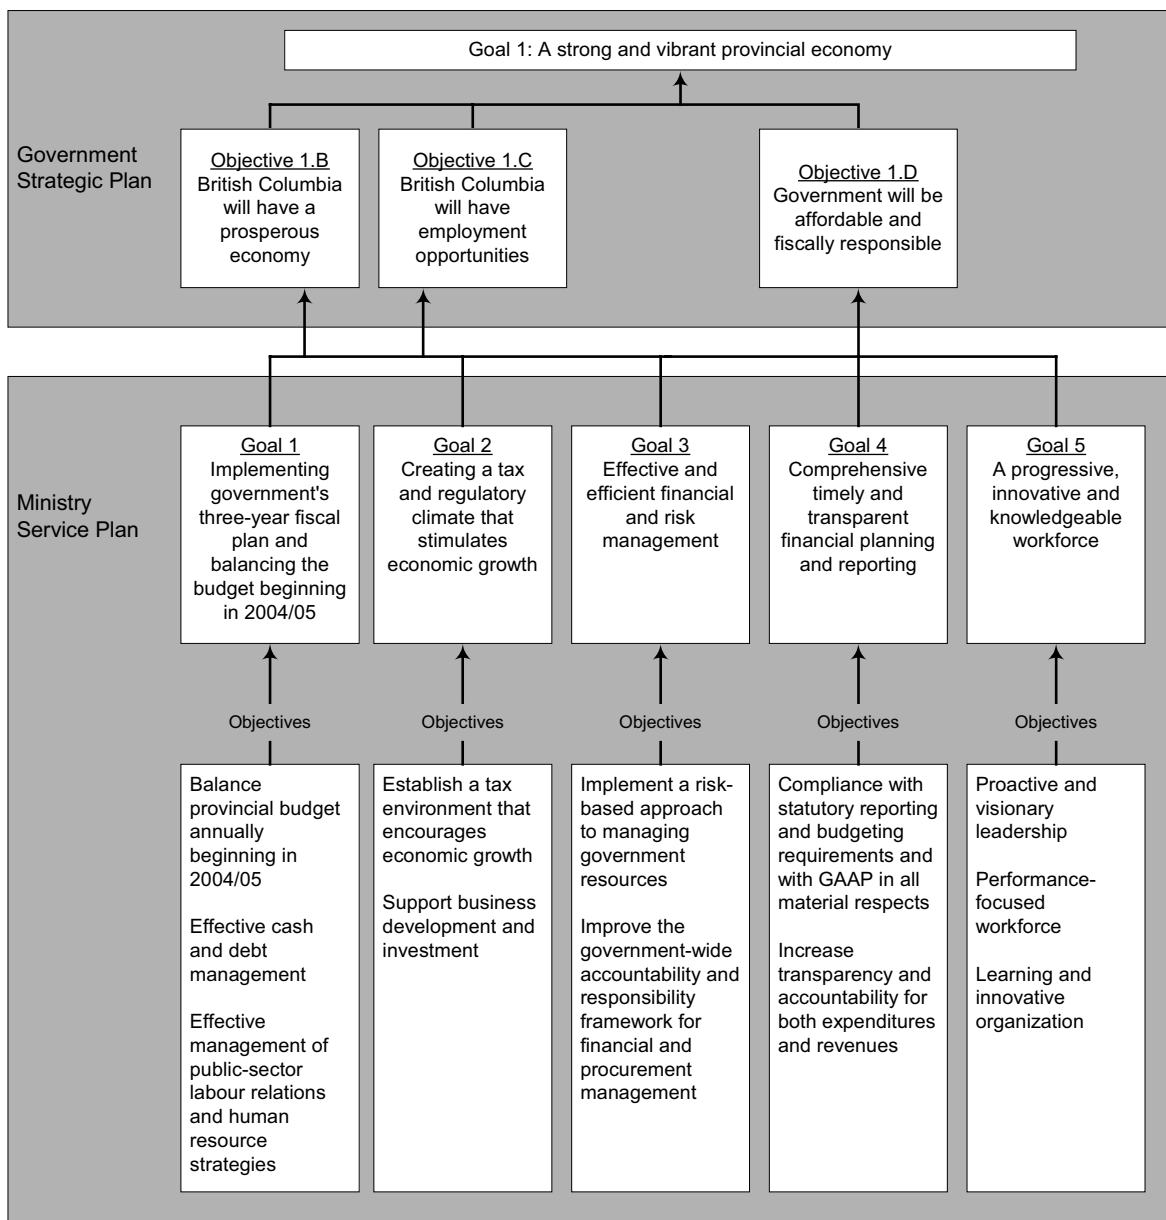 Goal 1: A strong and vibrant provincial economy
Government
Strategic Plan
Objective 1.B
British Columbia
will have a
prosperous
economy
Objective 1.C
British Columbia
will have
employment
opportunities
Objective 1.D
Government will be
affordable and
fiscally responsible
Ministry
Service Plan
Goal 1
Implementing
government's
three-year fiscal
plan and
balancing the
budget beginning
in 2004/05
Goal 2
Creating a tax
and regulatory
climate that
stimulates
economic growth
Goal 3
Effective and
efficient financial
and risk
management
Goal 4
Comprehensive
timely and
transparent
financial planning
and reporting
Goal 5
A progressive,
innovative and
knowledgeable
workforce
Objectives
Objectives
Objectives
Objectives
Objectives
Balance
provincial budget
annually
beginning in
2004/05
Effective cash
and debt
management
Effective
management of
public-sector
labour relations
and human
resource
strategies
Establish a tax
environment that
encourages
economic growth
Support business
development and
investment
Implement a risk-
based approach
to managing
government
resources
Improve the
government-wide
accountability and
responsibility
framework for
financial and
procurement
management
Compliance with
statutory reporting
and budgeting
requirements and
with GAAP in all
material respects
Increase
transparency and
accountability for
both expenditures
and revenues
Proactive and
visionary
leadership
Performance-
focused
workforce
Learning and
innovative
organization